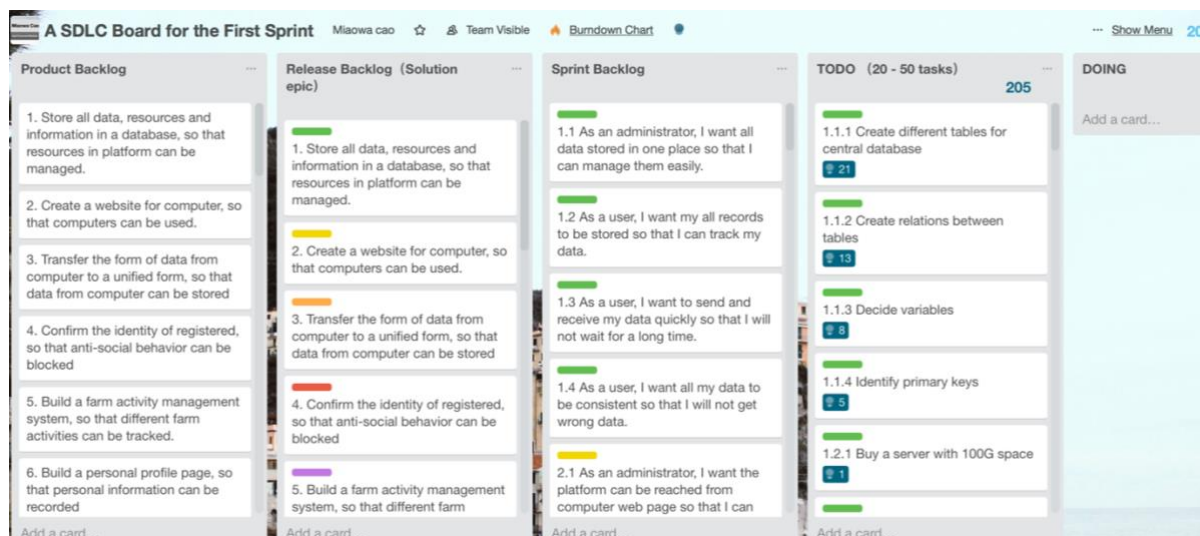 A SDLC Board for the First Sprint
Miaowa cao
Team Visible
Burndown Chart
Show Menu
20
Product Backlog
1. Store all data, resources and
information in a database, so that
resources in platform can be
managed.
2. Create a website for computer, so
that computers can be used.
3. Transfer the form of data from
computer to a unified form, so that
data from computer can be stored
4. Confirm the identity of registered,
so that anti-social behavior can be
blocked
5. Build a farm activity management
system, so that different farm
activities can be tracked.
6. Build a personal profile page, so
that personal information can be
recorded
Add a card...
Release Backlog（Solution
epic）
1. Store all data, resources and
information in a database, so that
resources in platform can be
managed.
2. Create a website for computer, so
that computers can be used.
3. Transfer the form of data from
computer to a unified form, so that
data from computer can be stored
4. Confirm the identity of registered,
so that anti-social behavior can be
blocked
5. Build a farm activity management
system, so that different farm
Add a card...
Sprint Backlog
1.1 As an administrator, I want all
data stored in one place so that I
can manage them easily.
1.2 As a user, I want my all records
to be stored so that I can track my
data.
1.3 As a user, I want to send and
receive my data quickly so that I will
not wait for a long time.
1.4 As a user, I want all my data to
be consistent so that I will not get
wrong data.
2.1 As an administrator, I want the
platform can be reached from
computer web page so that I can
Add a card...
TODO （20 - 50 tasks）
205
1.1.1 Create different tables for
central database
21
1.1.2 Create relations between
tables
13
1.1.3 Decide variables
8
1.1.4 Identify primary keys
5
1.2.1 Buy a server with 100G space
1
Add a card...
DOING
Add a card...